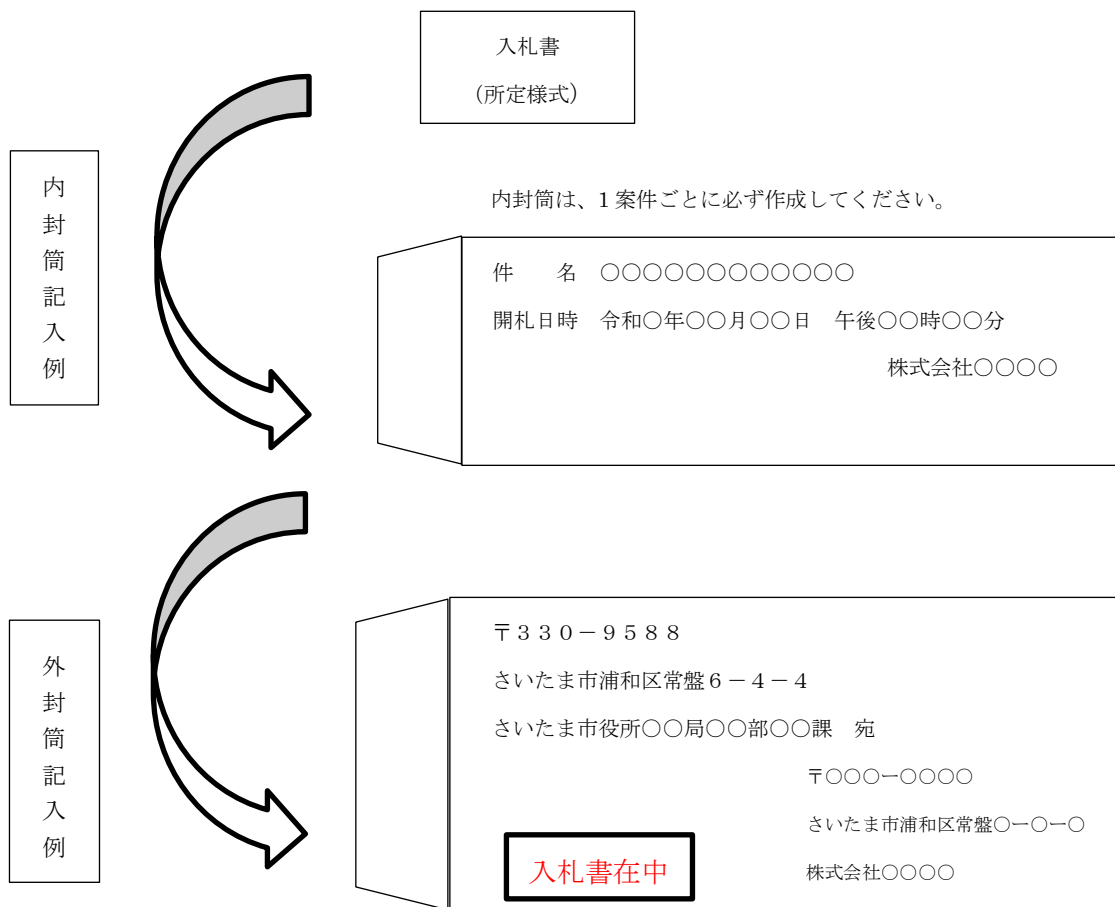 入札書
(所定様式)
内封筒記入例
内封筒は、1案件ごとに必ず作成してください。
件　　名　○○○○○○○○○○○○
開札日時　令和○年○○月○○日　午後○○時○○分
株式会社○○○○
外封筒記入例
〒３３０－９５８８
さいたま市浦和区常盤６－４－４
さいたま市役所○○局○○部○○課　宛
〒○○○ー○○○○
さいたま市浦和区常盤○ー○ー○
株式会社○○○○
入札書在中